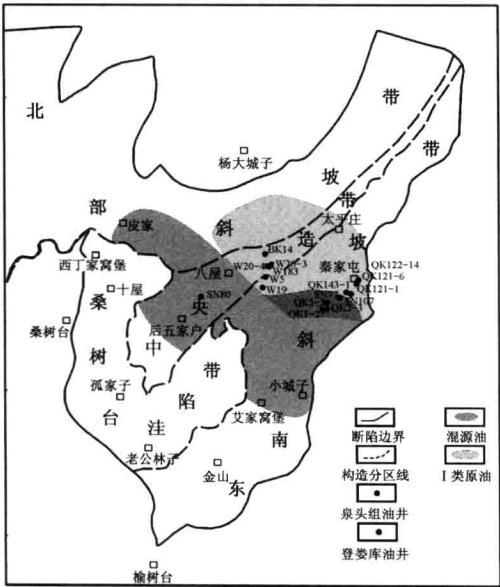 北
带
带
杨大城子
坡
带
部
皮家
斜
太平庄
造
坡
BK14
西丁家窝堡
秦家屯
QK122-14
W20-4
八屋
W20-3
W183
QK121-6
十屋
W5
QK143-1
QK121-1
桑
W19
SN80
央
桑树台
后五家户
QK1-2
树
中
斜
带
孤家子
小城子
台
陷
艾家窝堡
洼
南
老公林子
金山
东
榆树台
断陷边界
混源油
构造分区线
I类原油
泉头组油井
登娄库油井